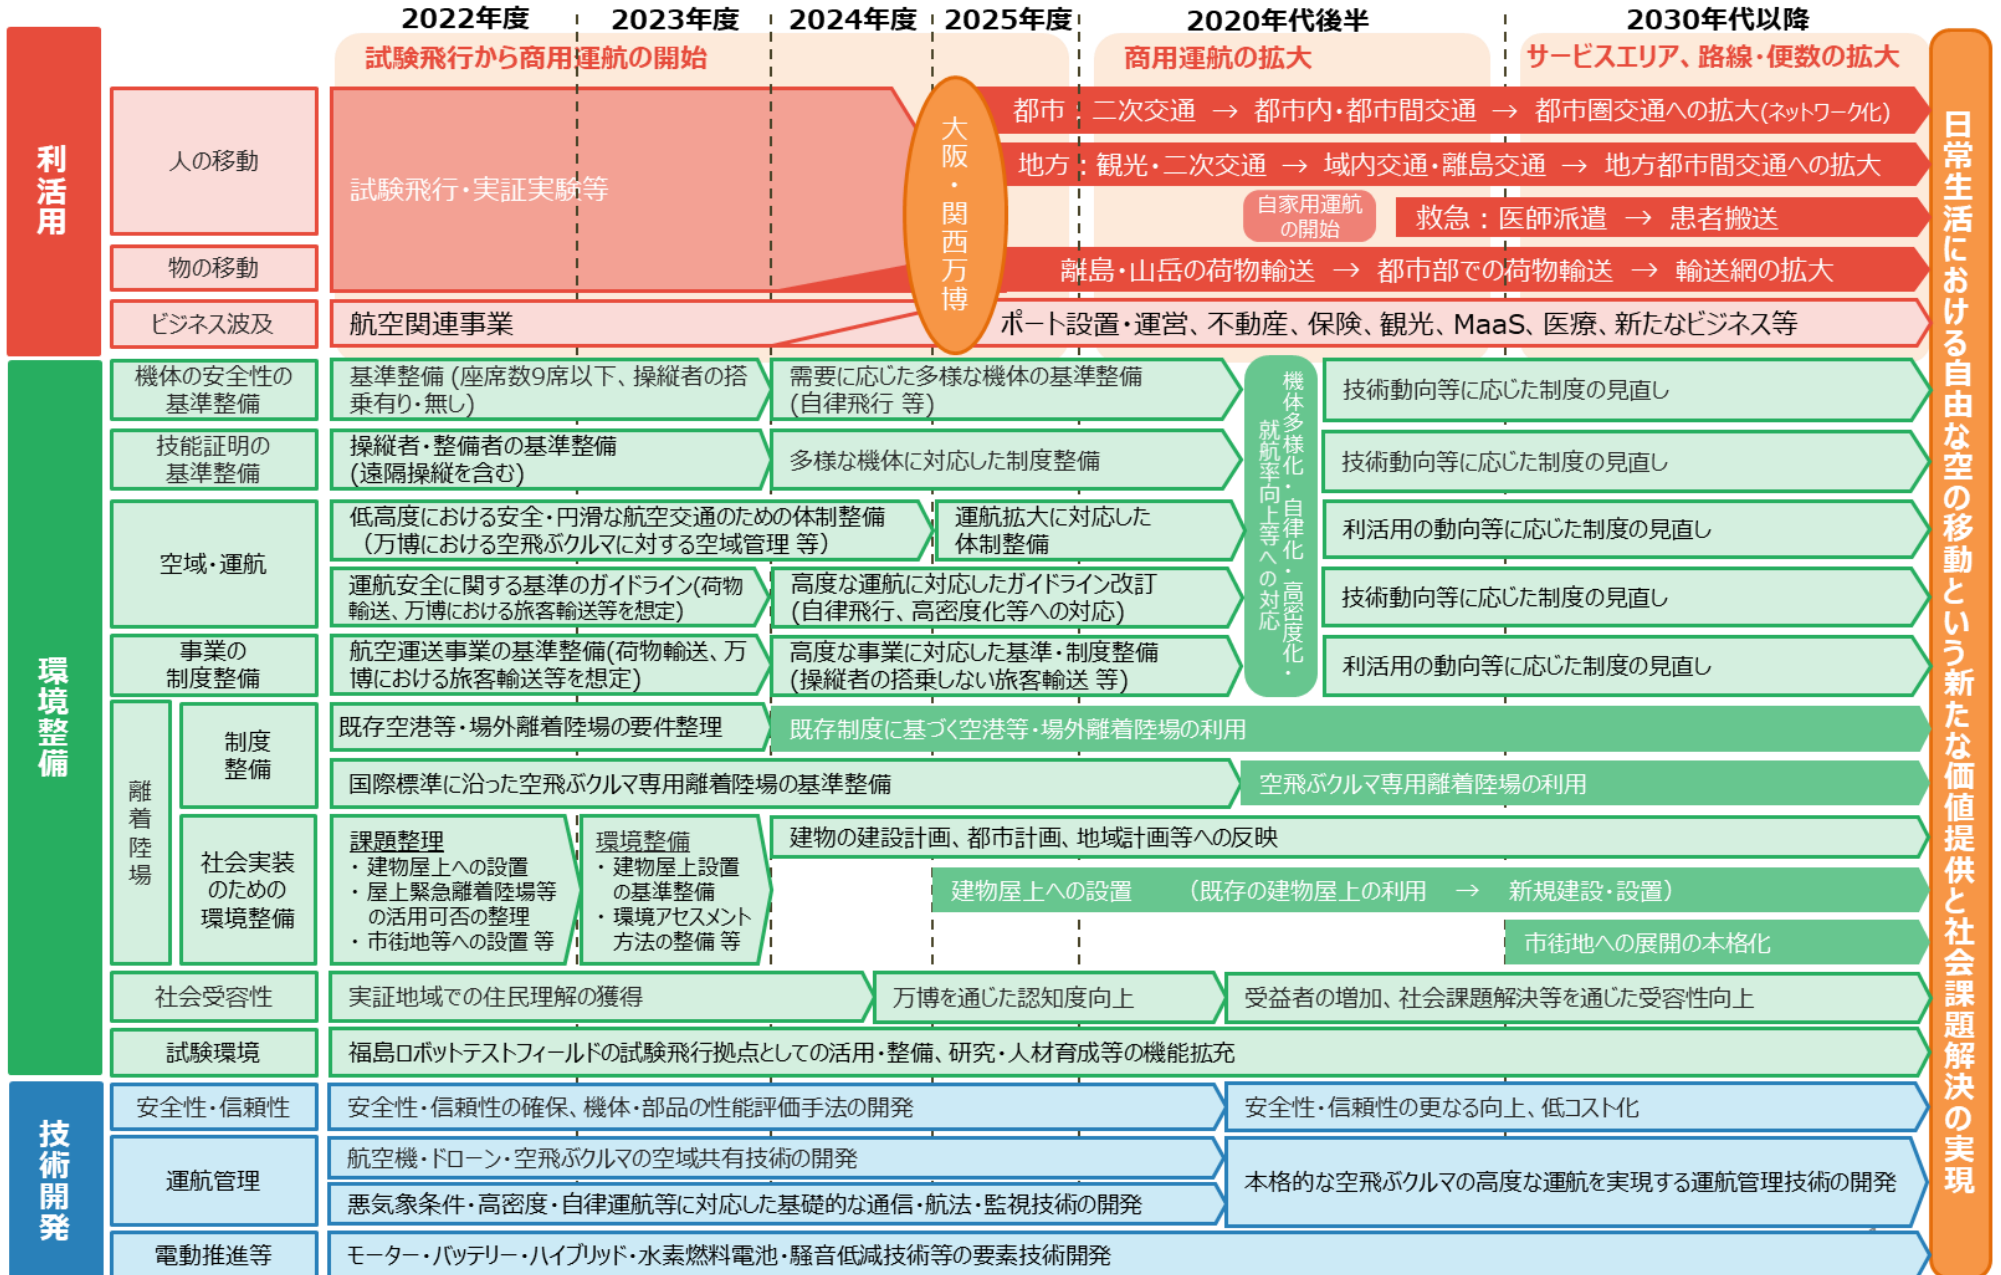 2022年度
2023年度
2024年度
2025年度
2020年代後半
2030年代以降
試験飛行から商用運航の開始
商用運航の拡大
サービスエリア、路線・便数の拡大
利活用
人の移動
試験飛行・実証実験等
大阪・関西万博
都市：二次交通 → 都市内・都市間交通 → 都市圏交通への拡大(ネットワーク化)
地方：観光・二次交通 → 域内交通・離島交通 → 地方都市間交通への拡大
自家用運航
の開始
救急：医師派遣 → 患者搬送
物の移動
離島・山岳の荷物輸送 → 都市部での荷物輸送 → 輸送網の拡大
ビジネス波及
航空関連事業
ポート設置・運営、不動産、保険、観光、MaaS、医療、新たなビジネス等
環境整備
機体の安全性の
基準整備
基準整備 (座席数9席以下、操縦者の搭
乗有り・無し)
需要に応じた多様な機体の基準整備
(自律飛行 等)
機体多様化・自律化・高密度化・
就航率向上等への対応
技術動向等に応じた制度の見直し
技能証明の
基準整備
操縦者・整備者の基準整備
(遠隔操縦を含む)
多様な機体に対応した制度整備
技術動向等に応じた制度の見直し
空域・運航
低高度における安全・円滑な航空交通のための体制整備
（万博における空飛ぶクルマに対する空域管理 等）
運航拡大に対応した
体制整備
利活用の動向等に応じた制度の見直し
運航安全に関する基準のガイドライン(荷物
輸送、万博における旅客輸送等を想定)
高度な運航に対応したガイドライン改訂
(自律飛行、高密度化等への対応)
技術動向等に応じた制度の見直し
事業の
制度整備
航空運送事業の基準整備(荷物輸送、万
博における旅客輸送等を想定)
高度な事業に対応した基準・制度整備
(操縦者の搭乗しない旅客輸送 等)
利活用の動向等に応じた制度の見直し
離着陸場
制度
整備
既存空港等・場外離着陸場の要件整理
既存制度に基づく空港等・場外離着陸場の利用
国際標準に沿った空飛ぶクルマ専用離着陸場の基準整備
空飛ぶクルマ専用離着陸場の利用
社会実装
のための
環境整備
課題整理
・建物屋上への設置
・屋上緊急離着陸場等
の活用可否の整理
・市街地等への設置 等
環境整備
・建物屋上設置
の基準整備
・環境アセスメント
方法の整備 等
建物の建設計画、都市計画、地域計画等への反映
建物屋上への設置 （既存の建物屋上の利用 → 新規建設・設置）
市街地への展開の本格化
社会受容性
実証地域での住民理解の獲得
万博を通じた認知度向上
受益者の増加、社会課題解決等を通じた受容性向上
試験環境
福島ロボットテストフィールドの試験飛行拠点としての活用・整備、研究・人材育成等の機能拡充
技術開発
安全性・信頼性
安全性・信頼性の確保、機体・部品の性能評価手法の開発
安全性・信頼性の更なる向上、低コスト化
運航管理
航空機・ドローン・空飛ぶクルマの空域共有技術の開発
悪気象条件・高密度・自律運航等に対応した基礎的な通信・航法・監視技術の開発
本格的な空飛ぶクルマの高度な運航を実現する運航管理技術の開発
電動推進等
モーター・バッテリー・ハイブリッド・水素燃料電池・騒音低減技術等の要素技術開発
日常生活における自由な空の移動という新たな価値提供と社会課題解決の実現